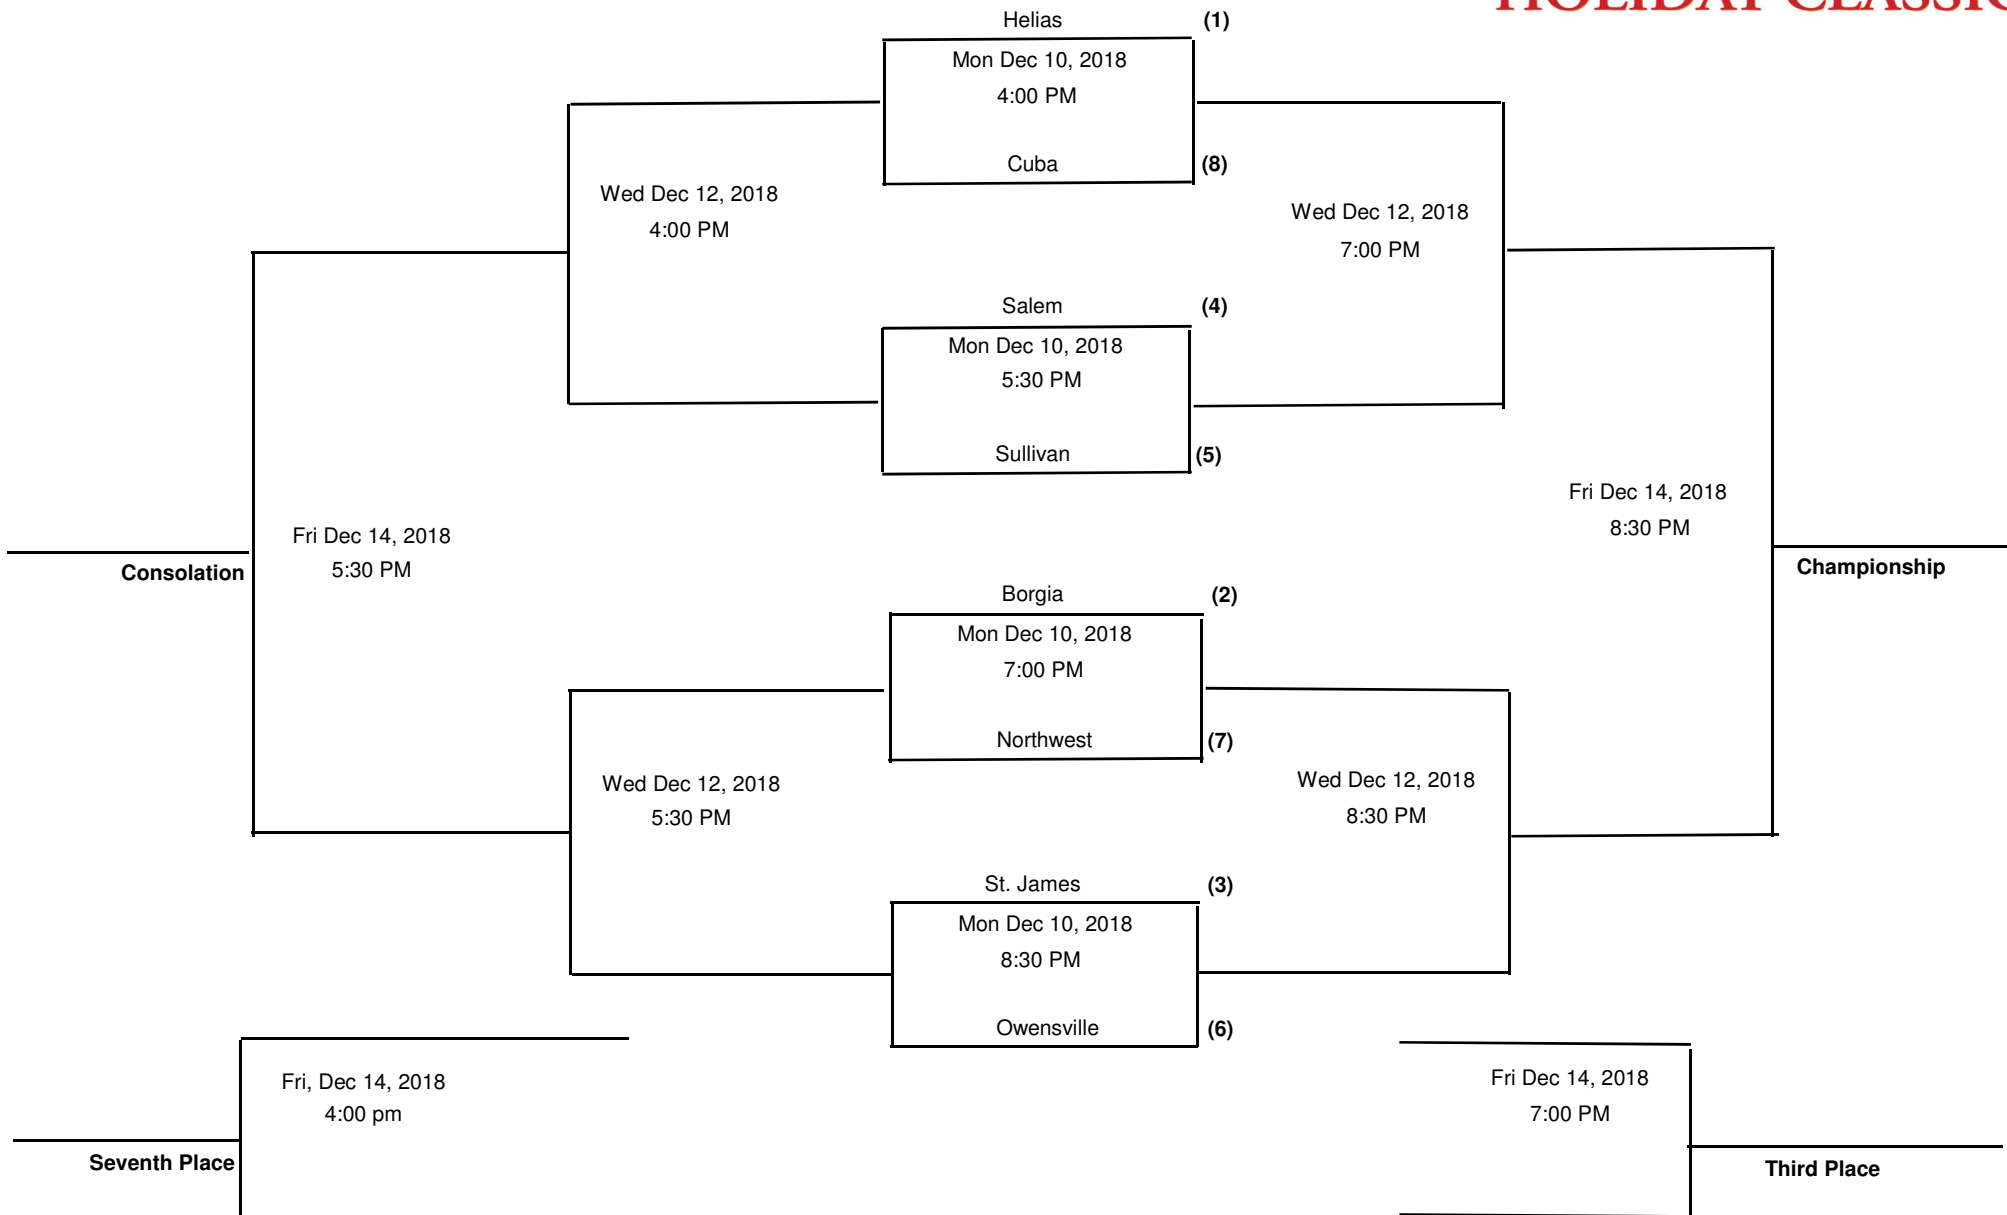 HOLIDAY CLASSIC
Helias (1)
Mon Dec 10, 2018
4:00 PM
Cuba (8)
Wed Dec 12, 2018
4:00 PM
Wed Dec 12, 2018
7:00 PM
Salem (4)
Mon Dec 10, 2018
5:30 PM
Sullivan (5)
Fri Dec 14, 2018
5:30 PM
Consolation
Fri Dec 14, 2018
8:30 PM
Championship
Borgia (2)
Mon Dec 10, 2018
7:00 PM
Northwest (7)
Wed Dec 12, 2018
5:30 PM
Wed Dec 12, 2018
8:30 PM
St. James (3)
Mon Dec 10, 2018
8:30 PM
Owensville (6)
Fri, Dec 14, 2018
4:00 pm
Seventh Place
Fri Dec 14, 2018
7:00 PM
Third Place